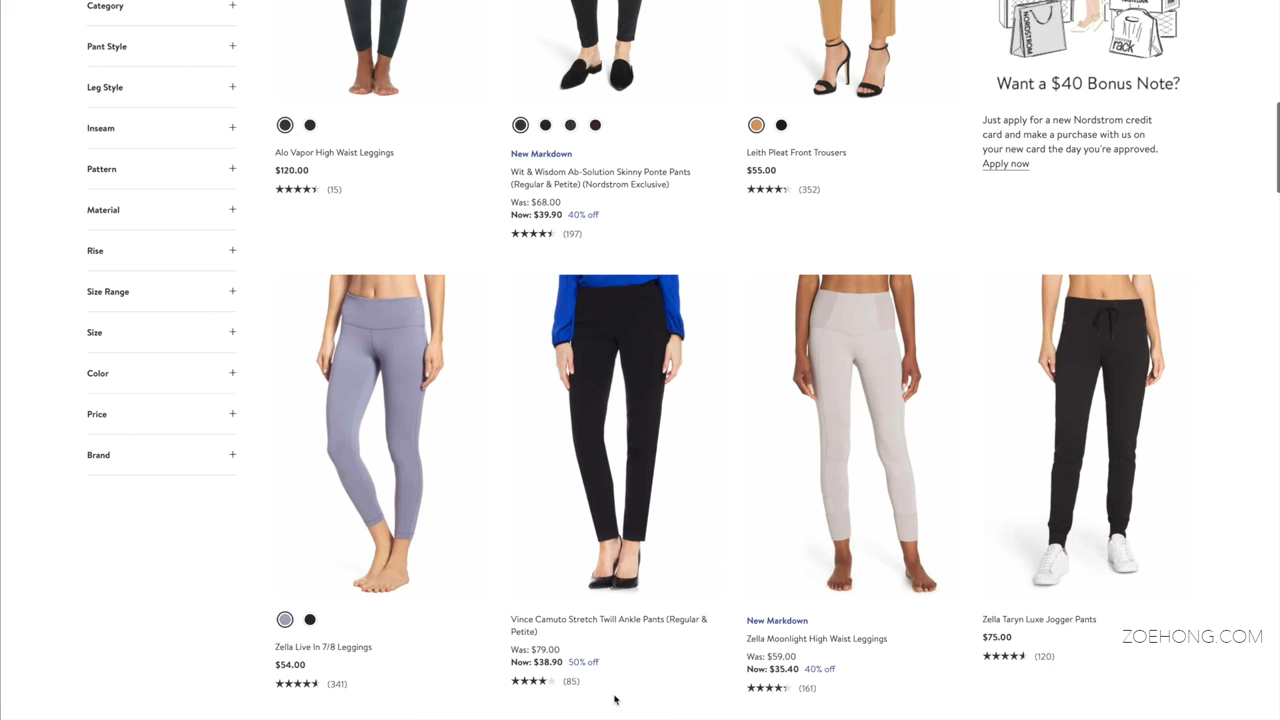 Category +
Pant Style +
Leg Style +
Inseam +
Pattern +
Material +
Rise +
Size Range +
Size +
Color +
Price +
Brand +
Alo Vapor High Waist Leggings
$120.00
(15)
New Markdown
Wit & Wisdom Ab-Solution Skinny Ponte Pants
(Regular & Petite) (Nordstrom Exclusive)
Was: $68.00
Now: $39.90 40% off
(197)
Leith Pleat Front Trousers
$55.00
(352)
NORDSTROM
rack
Want a $40 Bonus Note?
Just apply for a new Nordstrom credit
card and make a purchase with us on
your new card the day you're approved.
Apply now
Zella Live In 7/8 Leggings
$54.00
(341)
Vince Camuto Stretch Twill Ankle Pants (Regular &
Petite)
Was: $79.00
Now: $38.90 50% off
(85)
New Markdown
Zella Moonlight High Waist Leggings
Was: $59.00
Now: $35.40 40% off
(161)
Zella Taryn Luxe Jogger Pants
$75.00
(120)
ZOEHONG.COM